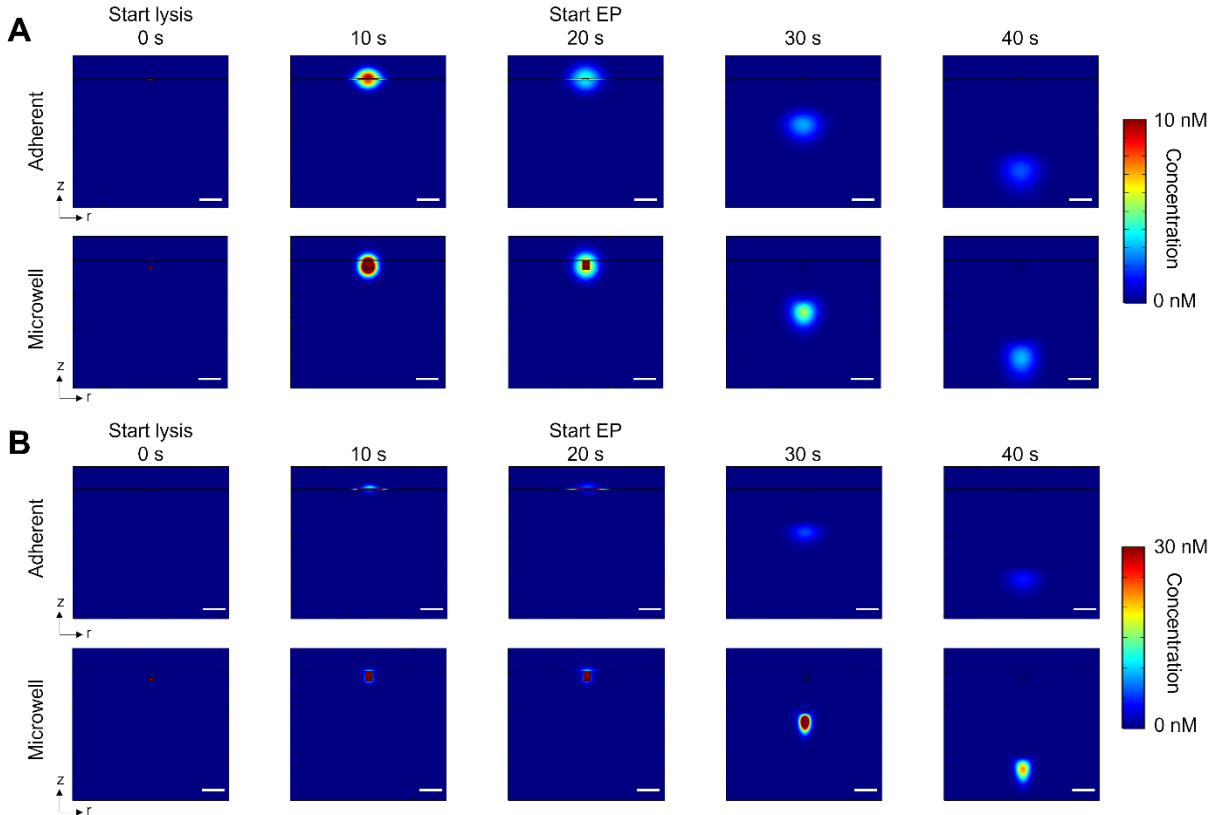 A
Start lysis
Start EP
0 s
10 s
20 s
30 s
40 s
Adherent
z
r
10 nM
Concentration
0 nM
Microwell
z
r
B
Start lysis
Start EP
0 s
10 s
20 s
30 s
40 s
Adherent
z
r
30 nM
Concentration
0 nM
Microwell
z
r